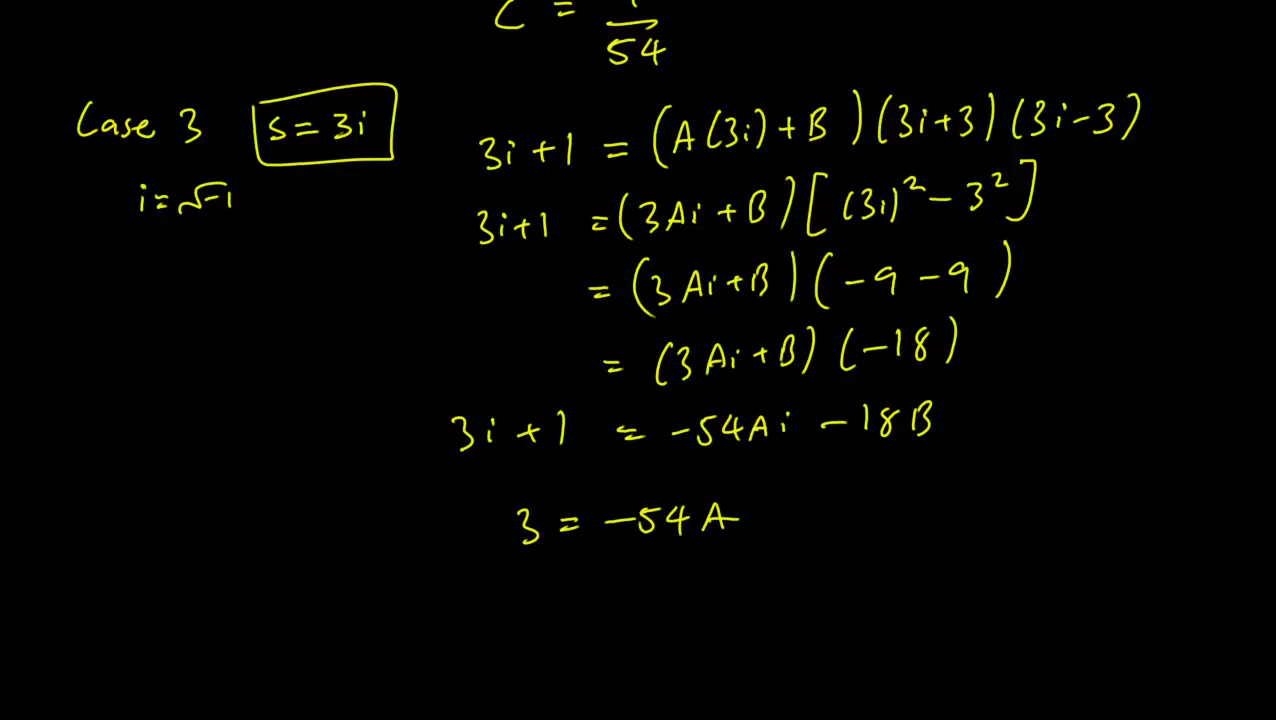 C = 1/54
Case 3 s = 3i 3i + 1 = (A(3i) + B)(3i+3)(3i-3)
i = √-1 3i+1 = (3Ai + B)[(3i)² - 3²]
= (3Ai + B)(-9 - 9)
= (3Ai + B)(-18)
3i + 1 = -54Ai - 18B
3 = -54A